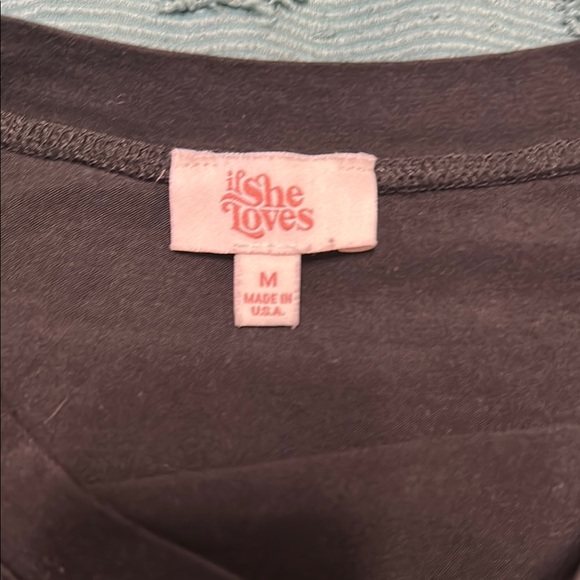 if She
Loves
M
MADE IN
U.S.A.